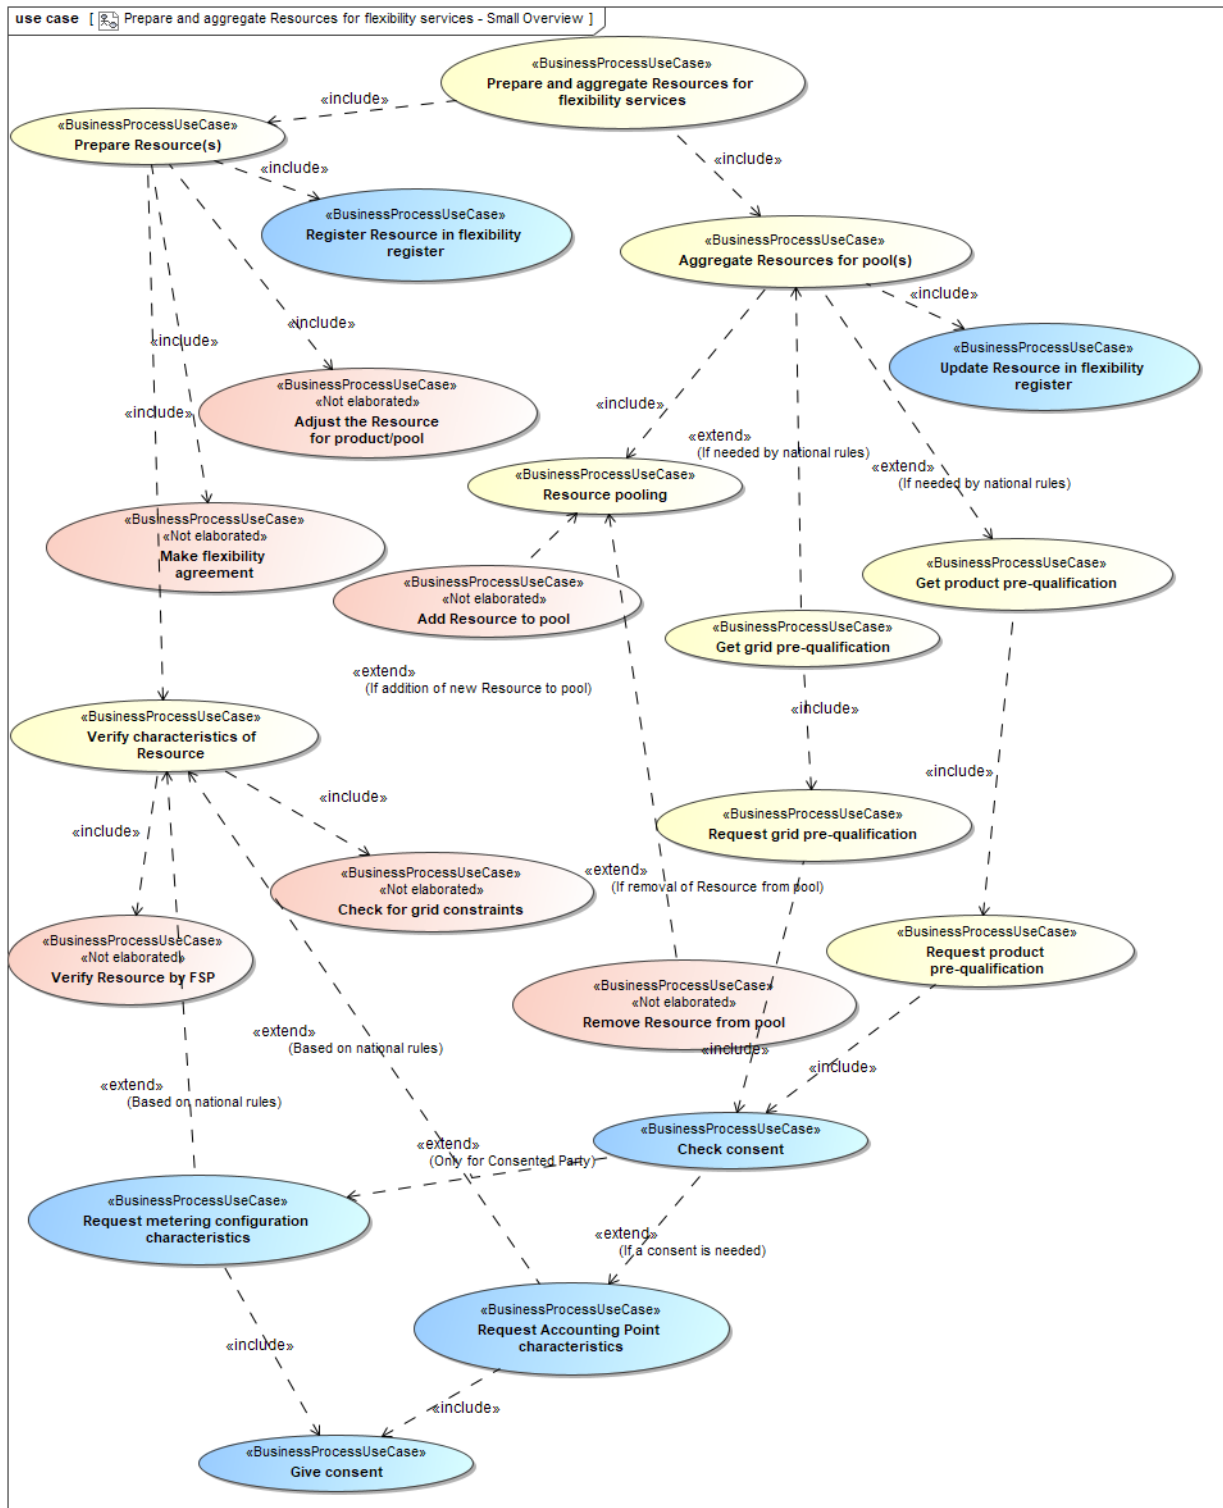 use case [ Prepare and aggregate Resources for flexibility services - Small Overview ]
«BusinessProcessUseCase»
Prepare and aggregate Resources for
flexibility services
«include»
«BusinessProcessUseCase»
Prepare Resource(s)
«include»
«include»
«BusinessProcessUseCase»
Register Resource in flexibility
register
«BusinessProcessUseCase»
Aggregate Resources for pool(s)
«include»
«include»
«include»
«BusinessProcessUseCase»
Update Resource in flexibility
register
«BusinessProcessUseCase»
«Not elaborated»
Adjust the Resource
for product/pool
«include»
«include»
«extend»
(If needed by national rules)
«extend»
(If needed by national rules)
«BusinessProcessUseCase»
Resource pooling
«BusinessProcessUseCase»
«Not elaborated»
Make flexibility
agreement
«BusinessProcessUseCase»
Get product pre-qualification
«BusinessProcessUseCase»
«Not elaborated»
Add Resource to pool
«BusinessProcessUseCase»
Get grid pre-qualification
«extend»
(If addition of new Resource to pool)
«include»
«BusinessProcessUseCase»
Verify characteristics of
Resource
«include»
«include»
«include»
«BusinessProcessUseCase»
Request grid pre-qualification
«BusinessProcessUseCase»
«Not elaborated»
Check for grid constraints
«extend»
(If removal of Resource from pool)
«BusinessProcessUseCase»
«Not elaborated»
Verify Resource by FSP
«BusinessProcessUseCase»
Request product
pre-qualification
«BusinessProcessUseCase»
«Not elaborated»
Remove Resource from pool
«extend»
(Based on national rules)
«include»
«include»
«extend»
(Based on national rules)
«BusinessProcessUseCase»
Check consent
«extend»
(Only for Consented Party)
«BusinessProcessUseCase»
Request metering configuration
characteristics
«extend»
(If a consent is needed)
«BusinessProcessUseCase»
Request Accounting Point
characteristics
«include»
«include»
«BusinessProcessUseCase»
Give consent